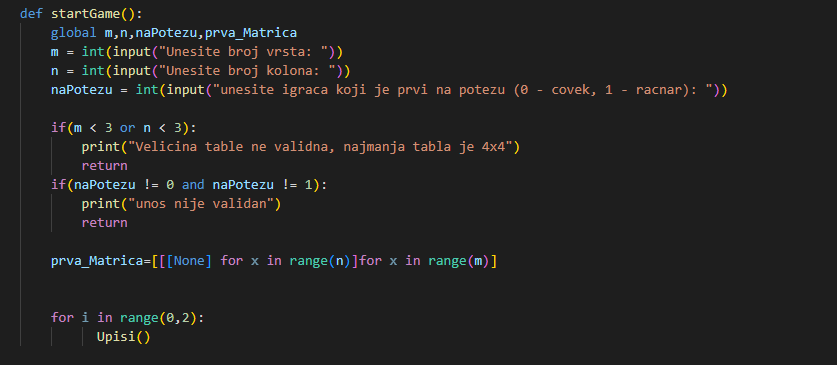 def startGame():
    global m,n,naPotezu,prva_Matrica
    m = int(input("Unesite broj vrsta: "))
    n = int(input("Unesite broj kolona: "))
    naPotezu = int(input("unesite igraca koji je prvi na potezu (0 - covek, 1 - racnar): "))
    if(m < 3 or n < 3):
        print("Velicina table ne validna, najmanja tabla je 4x4")
        return
    if(naPotezu != 0 and naPotezu != 1):
        print("unos nije validan")
        return
    prva_Matrica=[[[None] for x in range(n)]for x in range(m)]
    for i in range(0,2):
          Upisi()